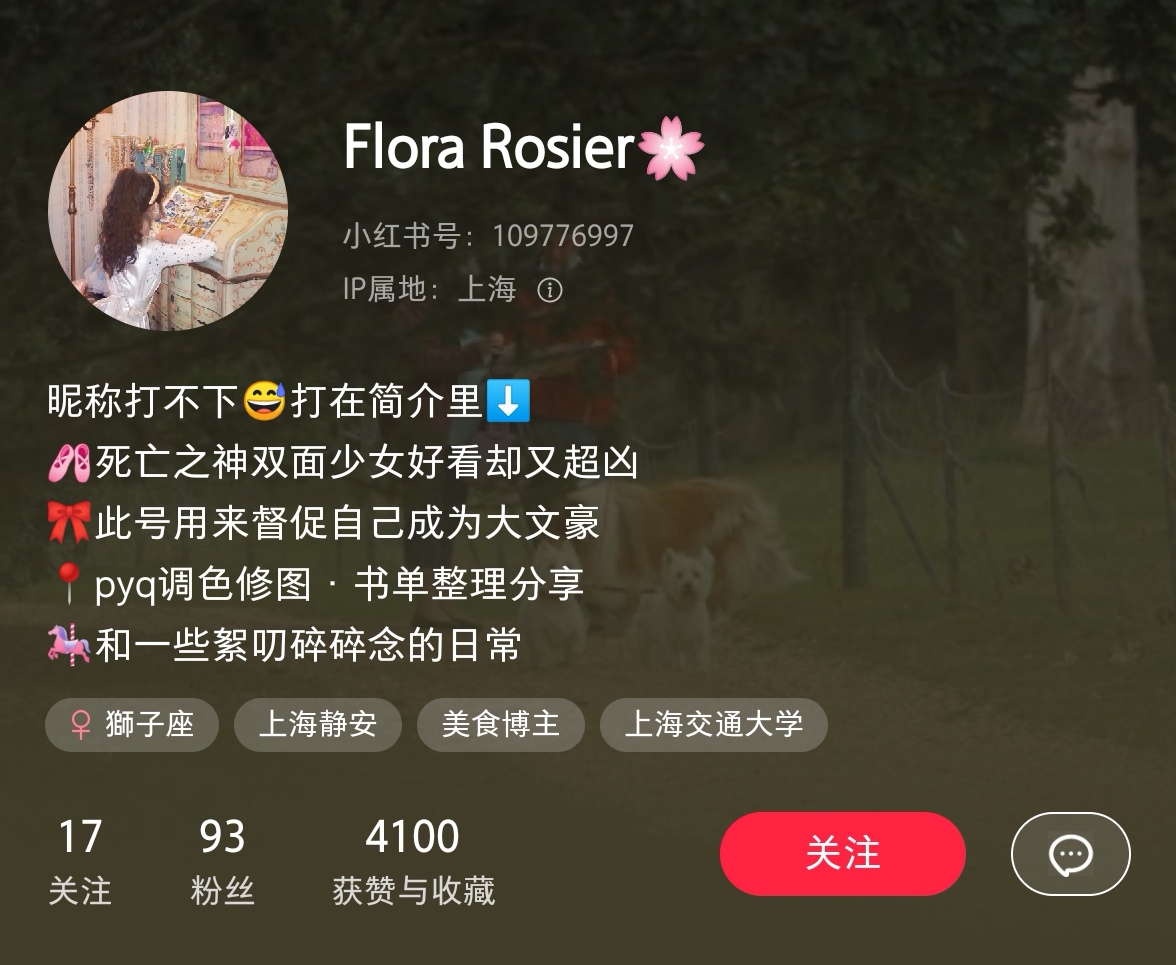 Flora Rosier🌸
小红书号：109776997
IP属地：上海
昵称打不下😅打在简介里⬇️
🩰死亡之神双面少女好看却又超凶
🎀此号用来督促自己成为大文豪
📍pyq调色修图 · 书单整理分享
🎠和一些絮叨碎碎念的日常
♀ 獅子座 上海静安 美食博主 上海交通大学
17 93 4100
关注 粉丝 获赞与收藏
关注